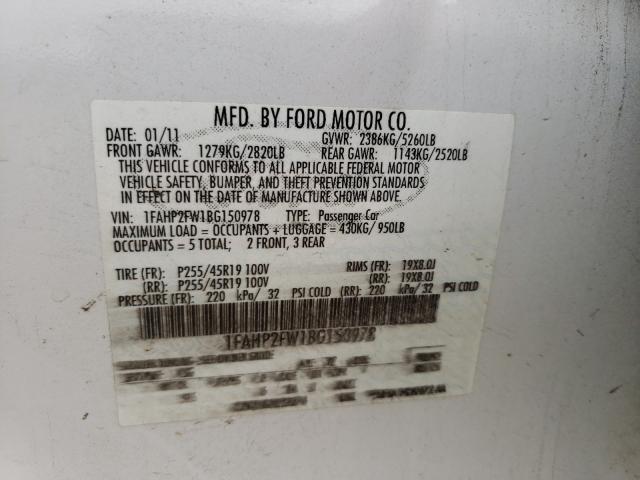 MFD. BY FORD MOTOR CO.
DATE: 01/11 GVWR: 2386KG/5260LB
FRONT GAWR: 1279KG/2820LB REAR GAWR: 1143KG/2520LB
THIS VEHICLE CONFORMS TO ALL APPLICABLE FEDERAL MOTOR
VEHICLE SAFETY, BUMPER, AND THEFT PREVENTION STANDARDS
IN EFFECT ON THE DATE OF MANUFACTURE SHOWN ABOVE.
VIN: 1FAHP2FW1BG150978 TYPE: Passenger Car
MAXIMUM LOAD = OCCUPANTS + LUGGAGE = 430KG/950LB
OCCUPANTS = 5 TOTAL; 2 FRONT, 3 REAR
TIRE (FR): P255/45R19 100V RIMS (FR): 19X8.0J
(RR): P255/45R19 100V (RR): 19X8.0J
PRESSURE (FR): 220 kPa/ 32 PSI COLD (RR): 220 kPa/ 32 PSI COLD
1FAHP2FW1BG150978